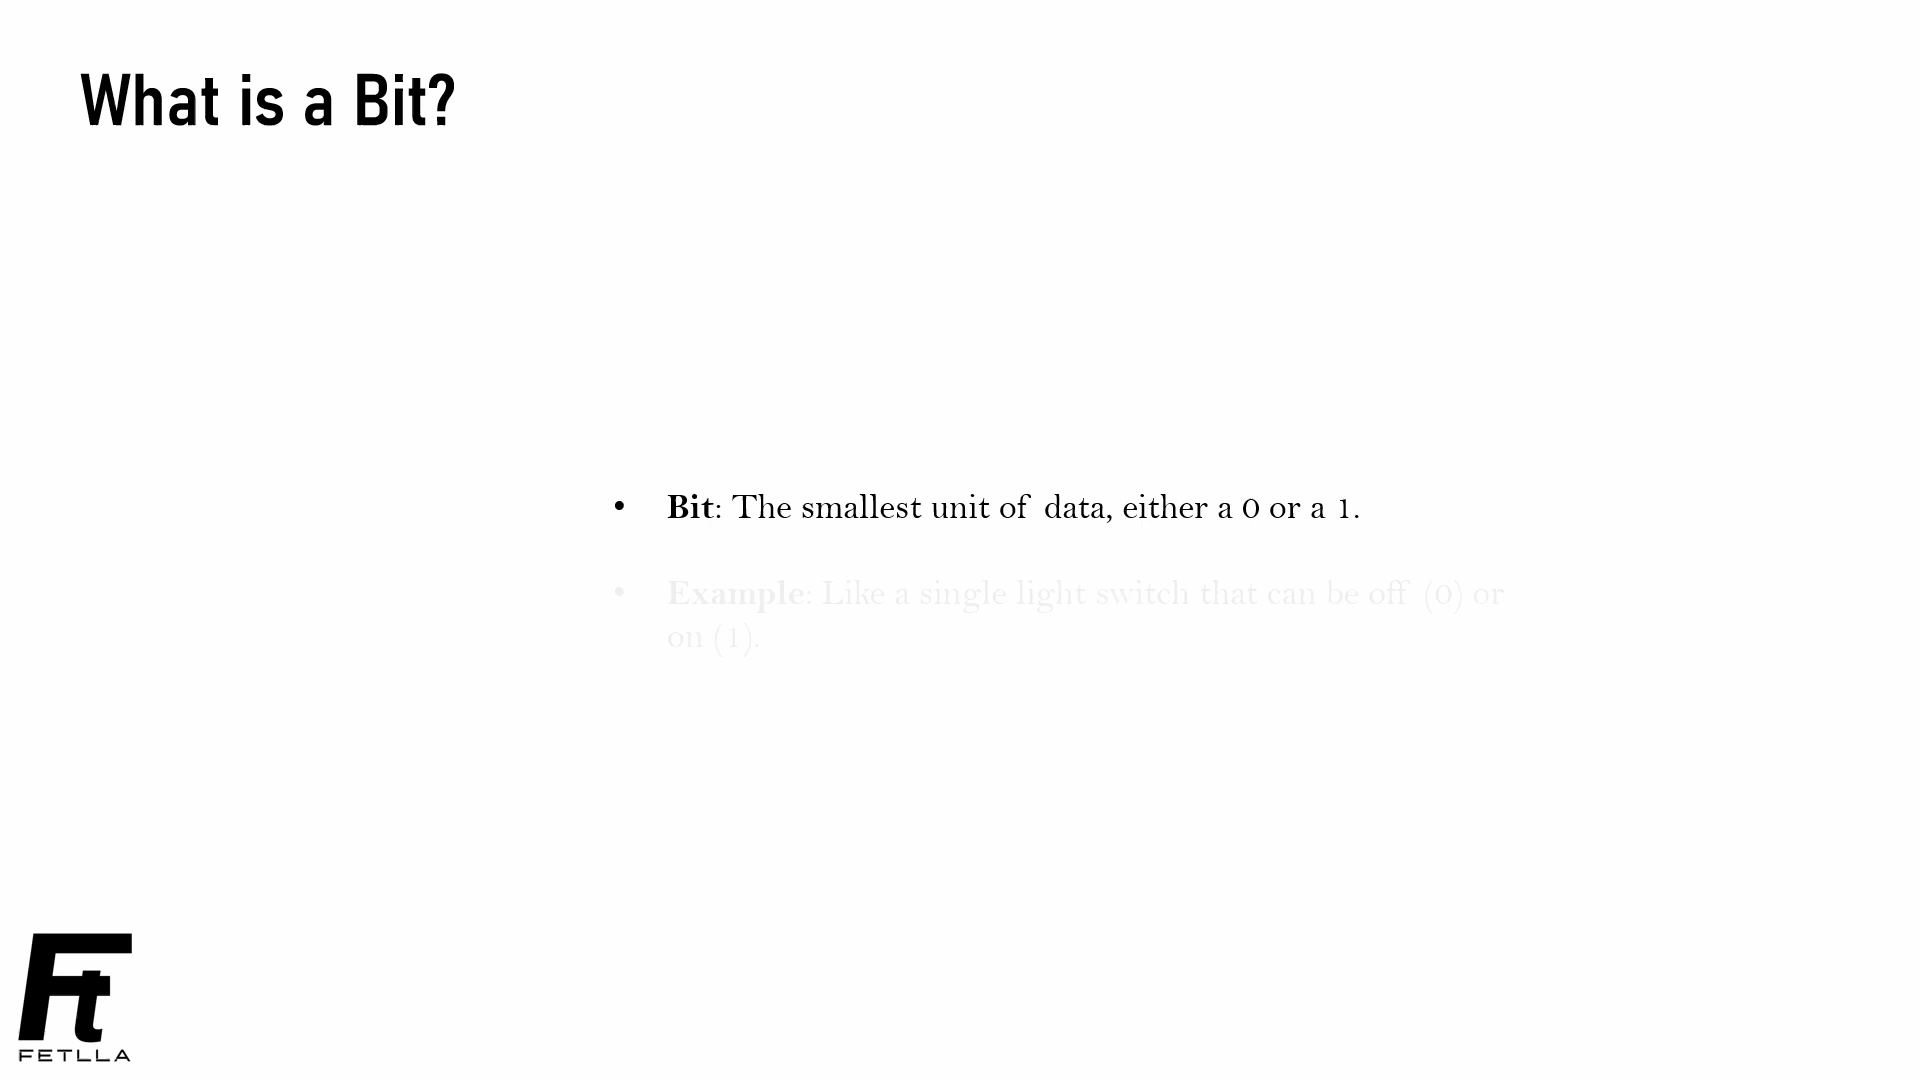 What is a Bit?
• Bit: The smallest unit of data, either a 0 or a 1.
• Example: Like a single light switch that can be off (0) or
on (1).
Ft
FETLLA